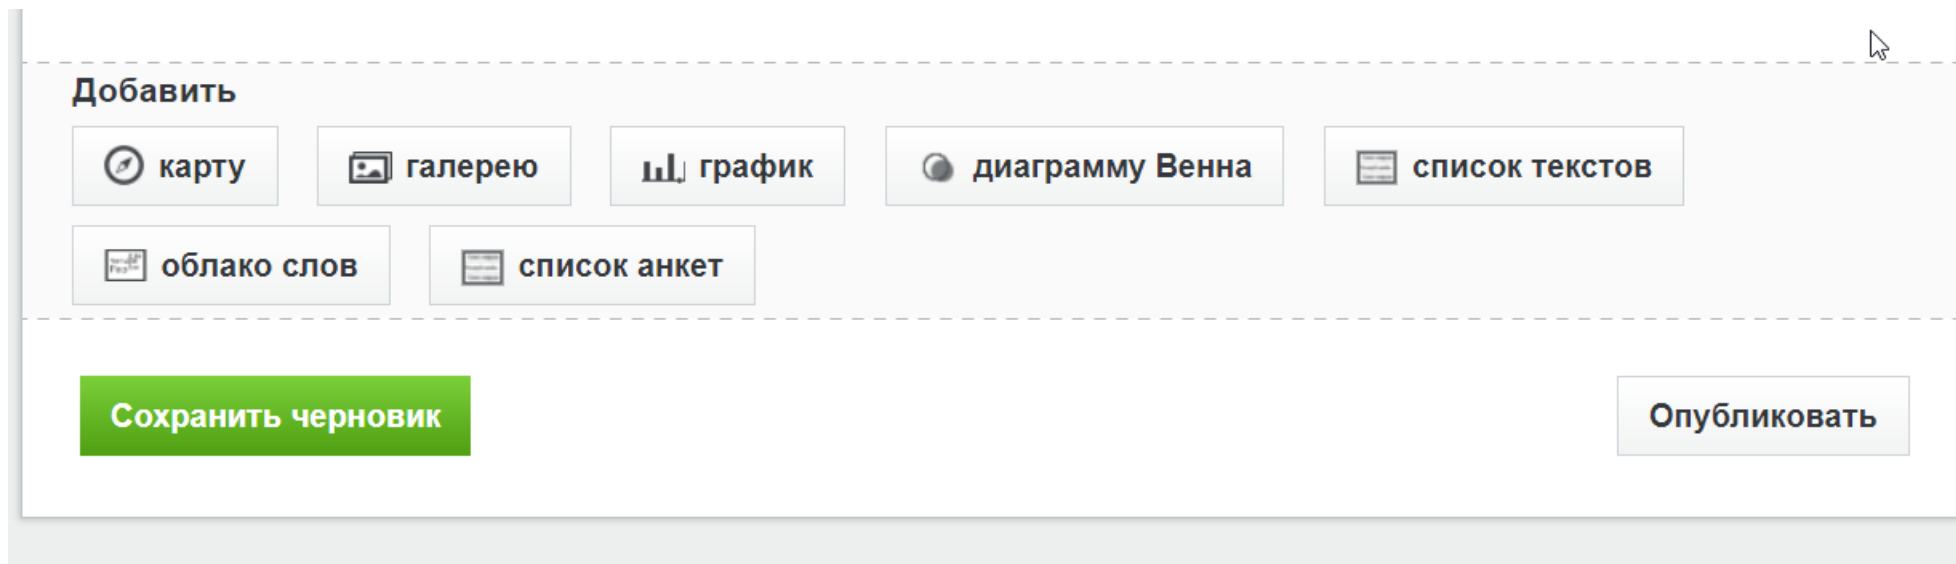 Добавить
карту галерею график диаграмму Венна список текстов
облако слов список анкет
Сохранить черновик Опубликовать